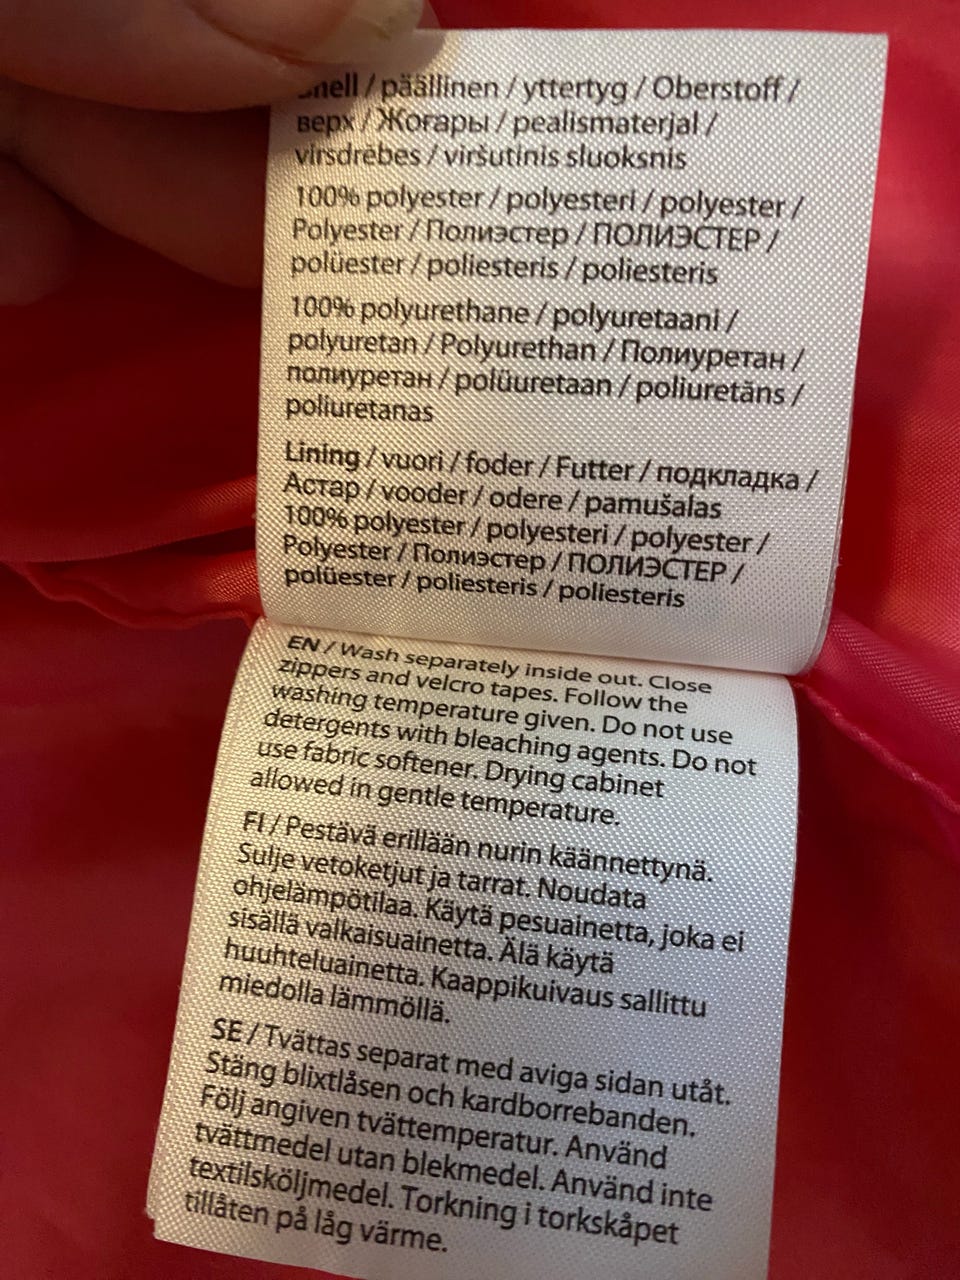 / päällinen / yttertyg / Oberstoff /
верх / Жоғары / pealismaterjal /
virsdrēbes / viršutinis sluoksnis
100% polyester / polyesteri / polyester /
Polyester / Полиэстер / ПОЛИЭСТЕР /
polüester / poliesteris / poliesteris
100% polyurethane / polyuretaani /
polyuretan / Polyurethan / Полиуретан /
полиуретан / polüuretaan / poliuretāns /
poliuretanas
Lining / vuori / foder / Futter / подкладка /
Астар / vooder / odere / pamušalas
100% polyester / polyesteri / polyester /
Polyester / Полиэстер / ПОЛИЭСТЕР /
polüester / poliesteris / poliesteris
EN / Wash separately inside out. Close
zippers and velcro tapes. Follow the
washing temperature given. Do not use
detergents with bleaching agents. Do not
use fabric softener. Drying cabinet
allowed in gentle temperature.
FI / Pestävä erillään nurin käännettynä.
Sulje vetoketjut ja tarrat. Noudata
ohjelämpötilaa. Käytä pesuainetta, joka ei
sisällä valkaisuainetta. Älä käytä
huuhteluainetta. Kaappikuivaus sallittu
miedolla lämmöllä.
SE / Tvättas separat med aviga sidan utåt.
Stäng blixtlåsen och kardborrebanden.
Följ angiven tvättemperatur. Använd
tvättmedel utan blekmedel. Använd inte
textilsköljmedel. Torkning i torkskåpet
tillåten på låg värme.